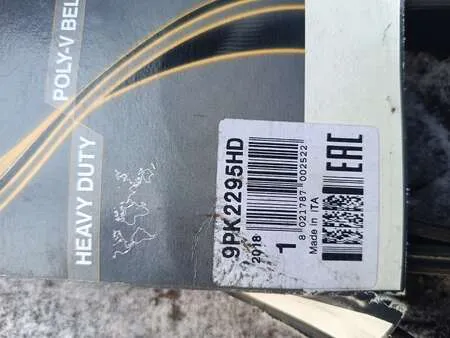 POLY-V BEL
HEAVY DUTY
9PK2295HD
2018
1
8 021787 002522
Made in ITA
EAC